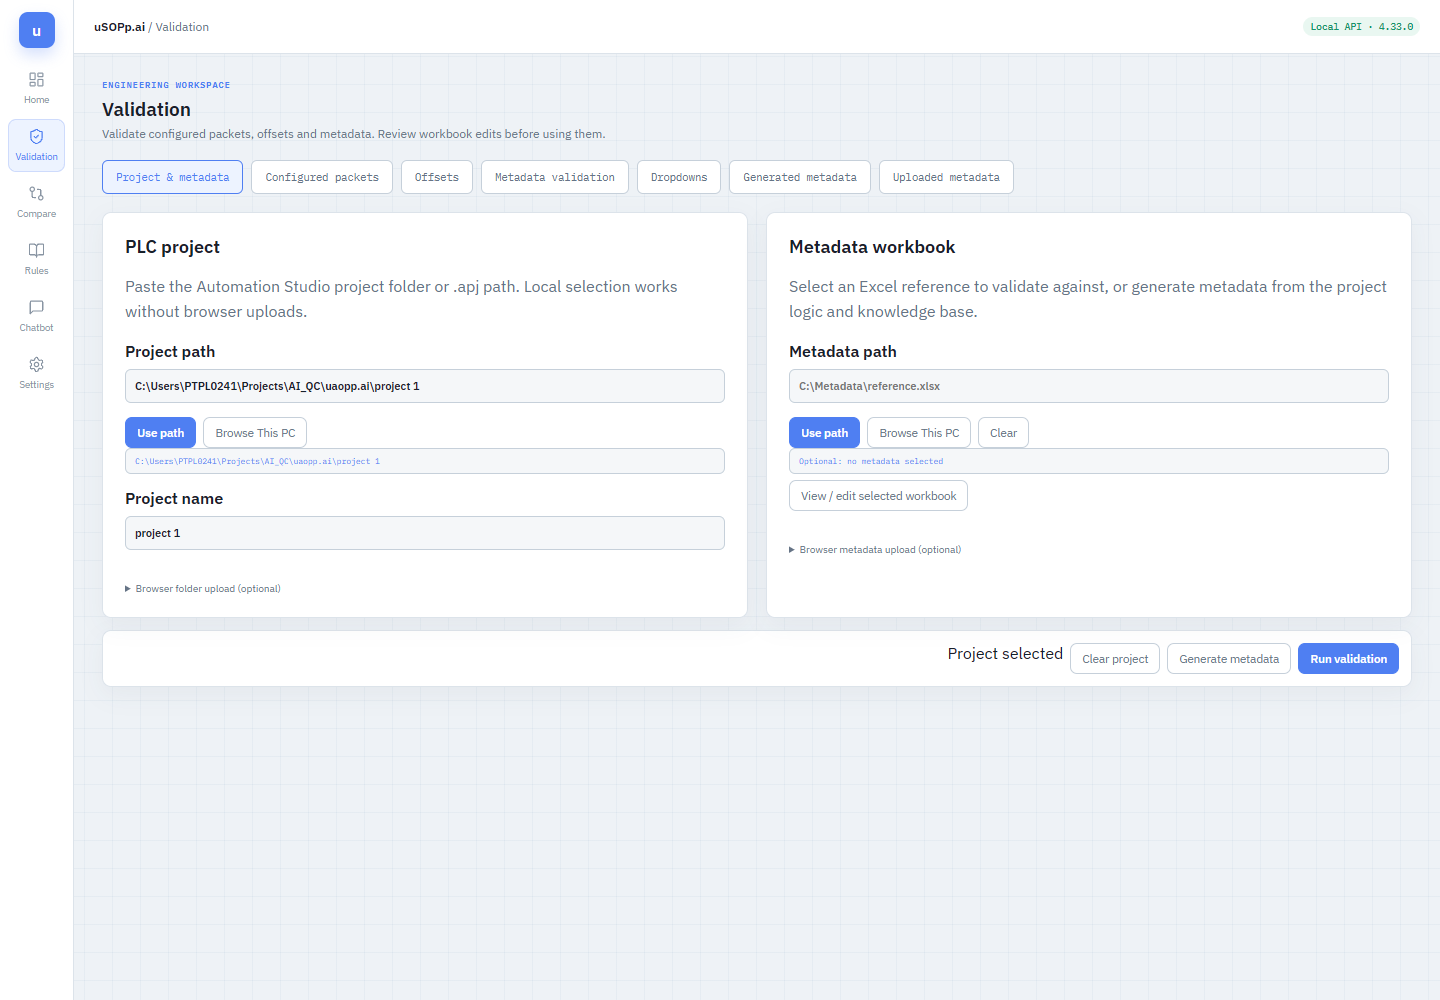 u
uSOPp.ai / Validation
Local API · 4.33.0
Home
Validation
Compare
Rules
Chatbot
Settings
ENGINEERING WORKSPACE
Validation
Validate configured packets, offsets and metadata. Review workbook edits before using them.
Project & metadata
Configured packets
Offsets
Metadata validation
Dropdowns
Generated metadata
Uploaded metadata
PLC project
Paste the Automation Studio project folder or .apj path. Local selection works
without browser uploads.
Project path
C:\Users\PTPL0241\Projects\AI_QC\uaopp.ai\project 1
Use path
Browse This PC
C:\Users\PTPL0241\Projects\AI_QC\uaopp.ai\project 1
Project name
project 1
▶ Browser folder upload (optional)
Metadata workbook
Select an Excel reference to validate against, or generate metadata from the project
logic and knowledge base.
Metadata path
C:\Metadata\reference.xlsx
Use path
Browse This PC
Clear
Optional: no metadata selected
View / edit selected workbook
▶ Browser metadata upload (optional)
Project selected
Clear project
Generate metadata
Run validation